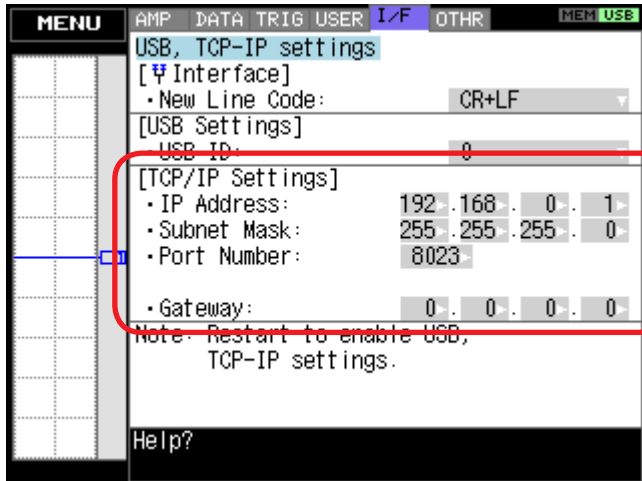 MENU AMP DATA TRIG USER I/F OTHR MEM USB
USB, TCP-IP settings
[Ψ Interface]
・New Line Code: CR+LF
[USB Settings]
・USB ID: 0
[TCP/IP Settings]
・IP Address: 192.168. 0. 1
・Subnet Mask: 255.255.255. 0
・Port Number: 8023
・Gateway: 0. 0. 0. 0
Note: Restart to enable USB,
TCP-IP settings.
Help?